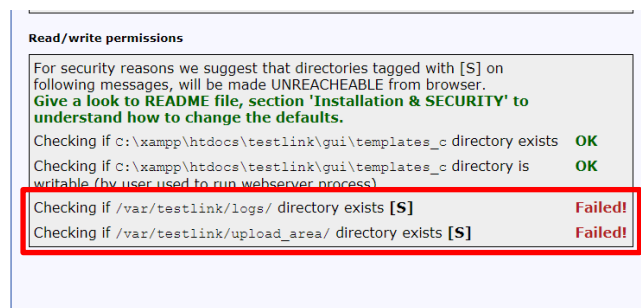 Read/write permissions
For security reasons we suggest that directories tagged with [S] on
following messages, will be made UNREACHEABLE from browser.
Give a look to README file, section 'Installation & SECURITY' to
understand how to change the defaults.
Checking if C:\xampp\htdocs\testlink\gui\templates_c directory exists OK
Checking if C:\xampp\htdocs\testlink\gui\templates_c directory is OK
writable (by user used to run webserver process)
Checking if /var/testlink/logs/ directory exists [S] Failed!
Checking if /var/testlink/upload_area/ directory exists [S] Failed!